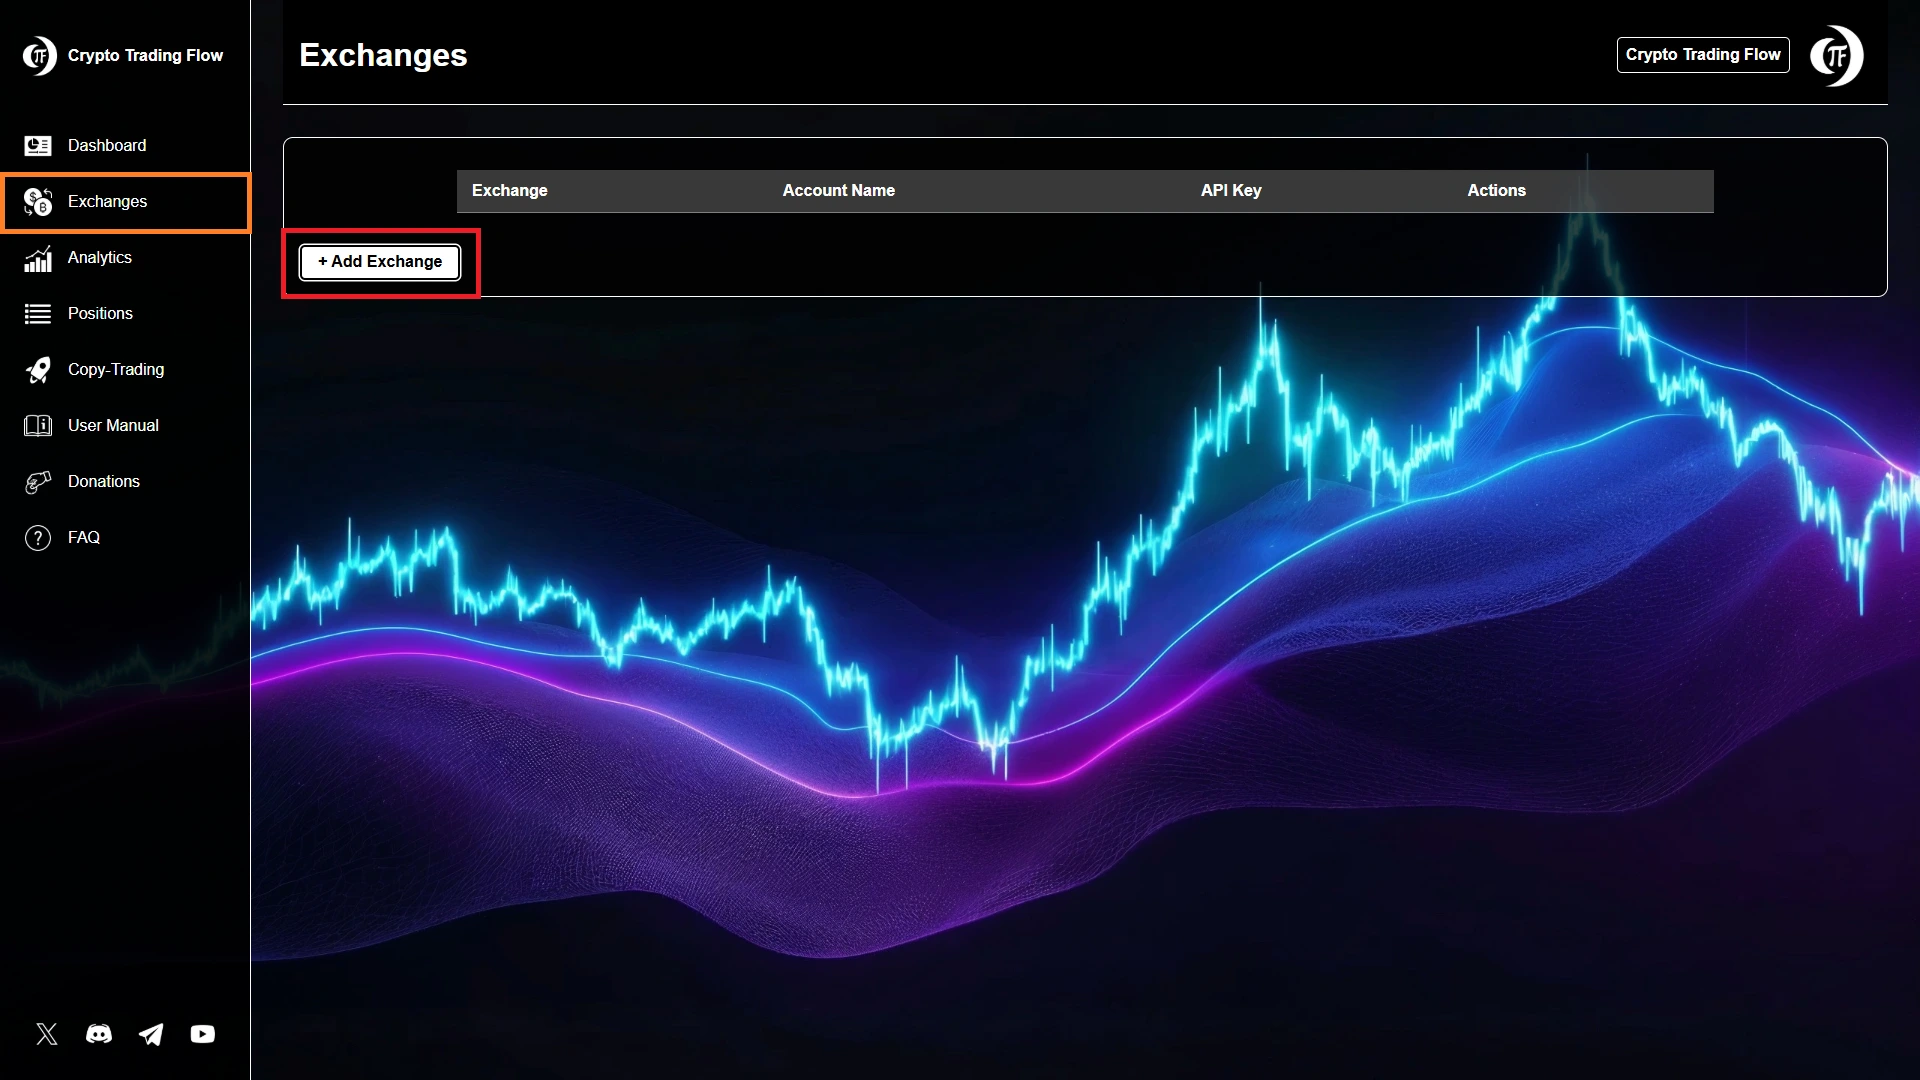 Crypto Trading Flow
Exchanges
Crypto Trading Flow
Dashboard
Exchanges
Analytics
Positions
Copy-Trading
User Manual
Donations
FAQ
Exchange Account Name API Key Actions
+ Add Exchange